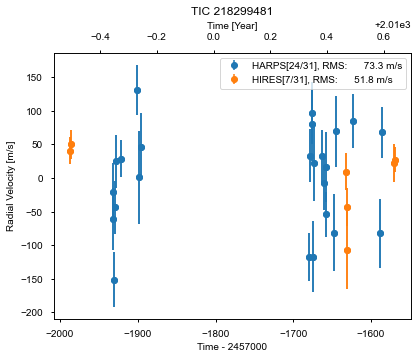 TIC 218299481
Time [Year]
+2.01e3
−0.4 −0.2 0.0 0.2 0.4 0.6
HARPS[24/31], RMS: 73.3 m/s
HIRES[7/31], RMS: 51.8 m/s
Radial Velocity [m/s]
150
100
50
0
−50
−100
−150
−200
−2000 −1900 −1800 −1700 −1600
Time - 2457000